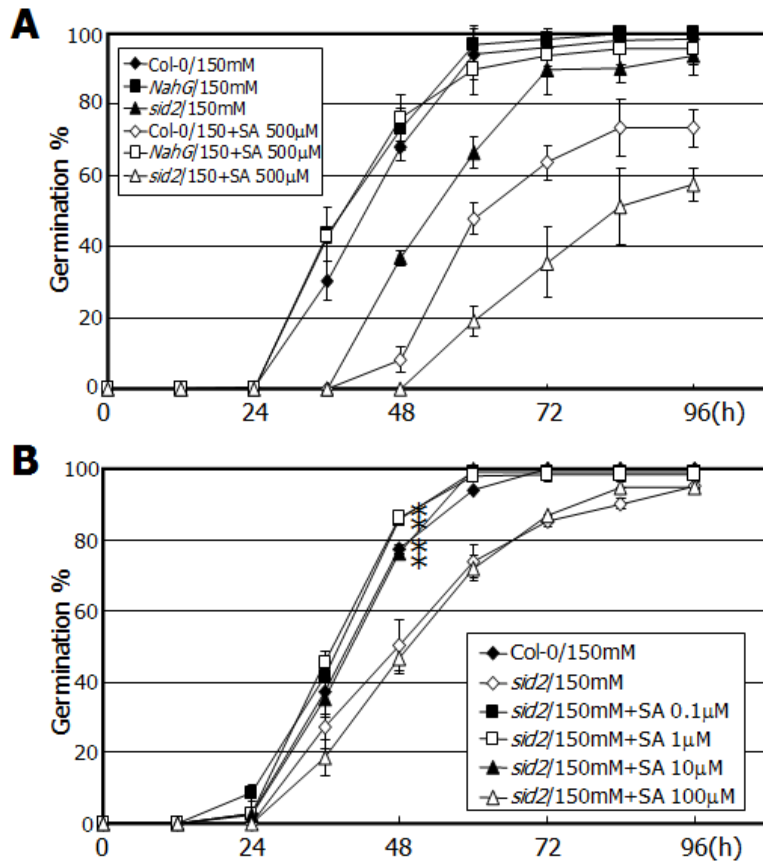 A
Germination %
100
80
60
40
20
0
Col-0/150mM
NahG/150mM
sid2/150mM
Col-0/150+SA 500μM
NahG/150+SA 500μM
sid2/150+SA 500μM
0 24 48 72 96(h)
B
Germination %
100
80
60
40
20
0
****
Col-0/150mM
sid2/150mM
sid2/150mM+SA 0.1μM
sid2/150mM+SA 1μM
sid2/150mM+SA 10μM
sid2/150mM+SA 100μM
0 24 48 72 96(h)